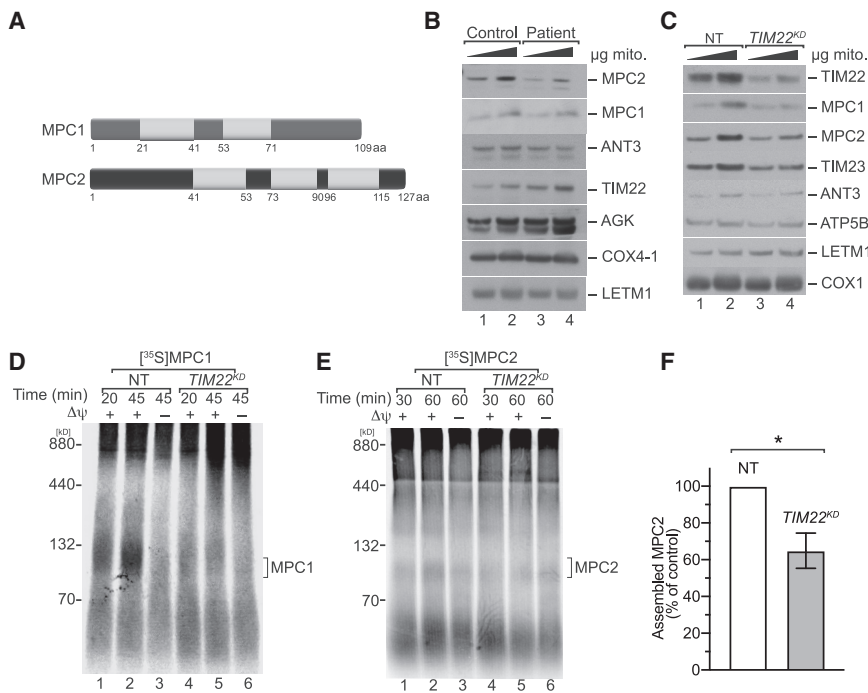 A
MPC1
1 21 41 53 71 109 aa
MPC2
1 41 53 73 90 96 115 127 aa
B
Control Patient
µg mito.
MPC2
MPC1
ANT3
TIM22
AGK
COX4-1
LETM1
1 2 3 4
C
NT TIM22KD
µg mito.
TIM22
MPC1
MPC2
TIM23
ANT3
ATP5B
LETM1
COX1
1 2 3 4
D
[35S]MPC1
NT TIM22KD
Time (min) 20 45 45 20 45 45
Δψ + + − + + −
[kD]
880
440
132
MPC1
70
1 2 3 4 5 6
E
[35S]MPC2
NT TIM22KD
Time (min) 30 60 60 30 60 60
Δψ + + − + + −
[kD]
880
440
132
MPC2
70
1 2 3 4 5 6
F
*
NT
TIM22KD
Assembled MPC2
(% of control)
100
80
60
40
20
0